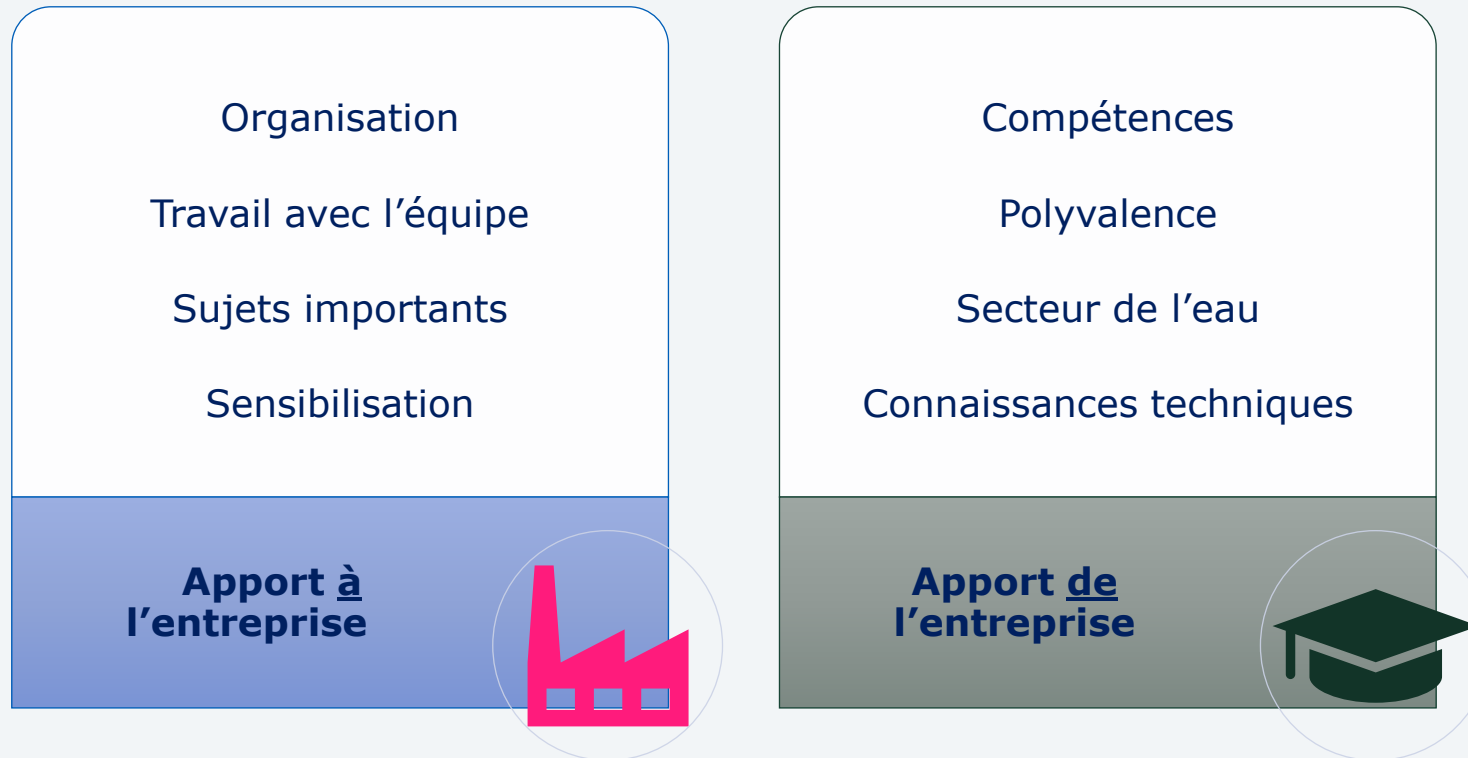 Organisation
Travail avec l’équipe
Sujets importants
Sensibilisation
Apport à
l’entreprise
Compétences
Polyvalence
Secteur de l’eau
Connaissances techniques
Apport de
l’entreprise